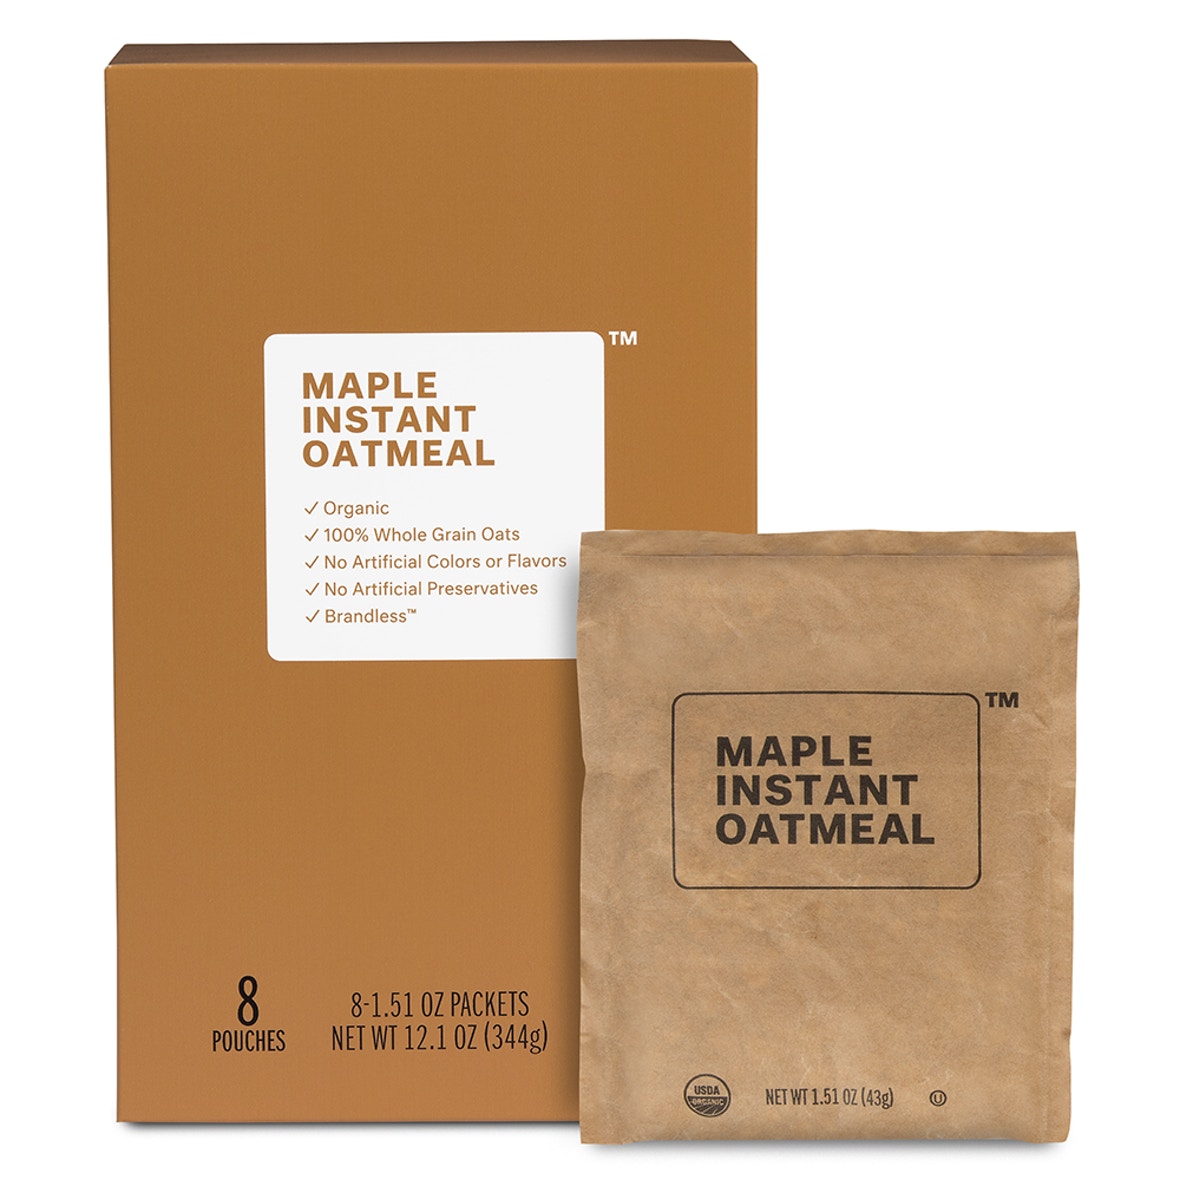 TM
MAPLE
INSTANT
OATMEAL
✓ Organic
✓ 100% Whole Grain Oats
✓ No Artificial Colors or Flavors
✓ No Artificial Preservatives
✓ Brandless™
8
POUCHES
8-1.51 OZ PACKETS
NET WT 12.1 OZ (344g)
TM
MAPLE
INSTANT
OATMEAL
USDA
ORGANIC
NET WT 1.51 OZ (43g)
U